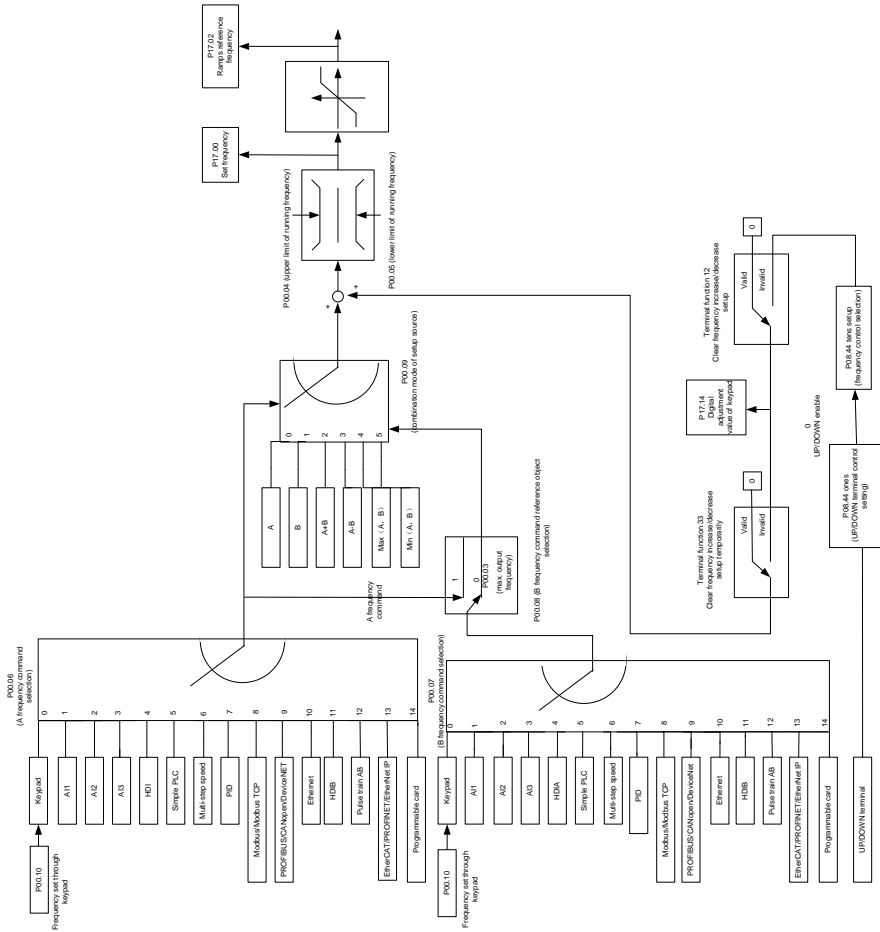 P17.02
Ramps reference
frequency
P17.00
Set frequency
P00.04 (upper limit of running frequency)
P00.05 (lower limit of running frequency)
+
+
P00.09
(combination mode of setup source)
0
1
2
3
4
5
A
B
A+B
A-B
Max（A，B）
Min（A，B）
P00.06
(A frequency command
selection)
A frequency
command
0
1
2
3
4
5
6
7
8
9
10
11
12
13
14
Keypad
AI1
AI2
AI3
HDI
Simple PLC
Multi-step speed
PID
Modbus/Modbus TCP
PROFIBUS/CANopen/DeviceNET
Ethernet
HDIB
Pulse train AB
EtherCAT/PROFINET/EtherNet IP
Programmable card
P00.10
Frequency set through
keypad
1
0
P00.03
(max. output
frequency)
P00.08 (B frequency command reference object
selection)
P00.07
(B frequency command selection)
0
1
2
3
4
5
6
7
8
9
10
11
12
13
14
Keypad
AI1
AI2
AI3
HDIA
Simple PLC
Multi-step speed
PID
Modbus/Modbus TCP
PROFIBUS/CANopen/DeviceNet
Ethernet
HDIB
Pulse train AB
EtherCAT/PROFINET/EtherNet IP
Programmable card
P00.10
Frequency set through
keypad
Terminal function 33
Clear frequency increase/decrease
setup temporarily
Valid
Invalid
0
P17.14
Digital
adjustment
value of keypad
Terminal function 12
Clear frequency increase/decrease
setup
Valid
Invalid
0
UP/DOWN terminal
P08.44 ones
(UP/DOWN terminal control
setting)
0
UP/DOWN enable
P08.44 tens setup
(frequency control selection)